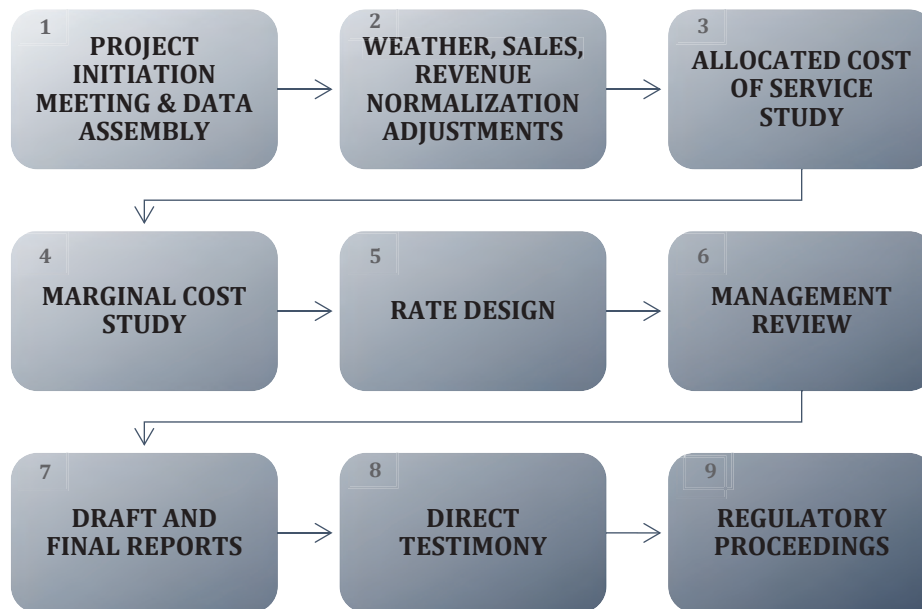 1
PROJECT
INITIATION
MEETING & DATA
ASSEMBLY
2
WEATHER, SALES,
REVENUE
NORMALIZATION
ADJUSTMENTS
3
ALLOCATED COST
OF SERVICE
STUDY
4
MARGINAL COST
STUDY
5
RATE DESIGN
6
MANAGEMENT
REVIEW
7
DRAFT AND
FINAL REPORTS
8
DIRECT
TESTIMONY
9
REGULATORY
PROCEEDINGS